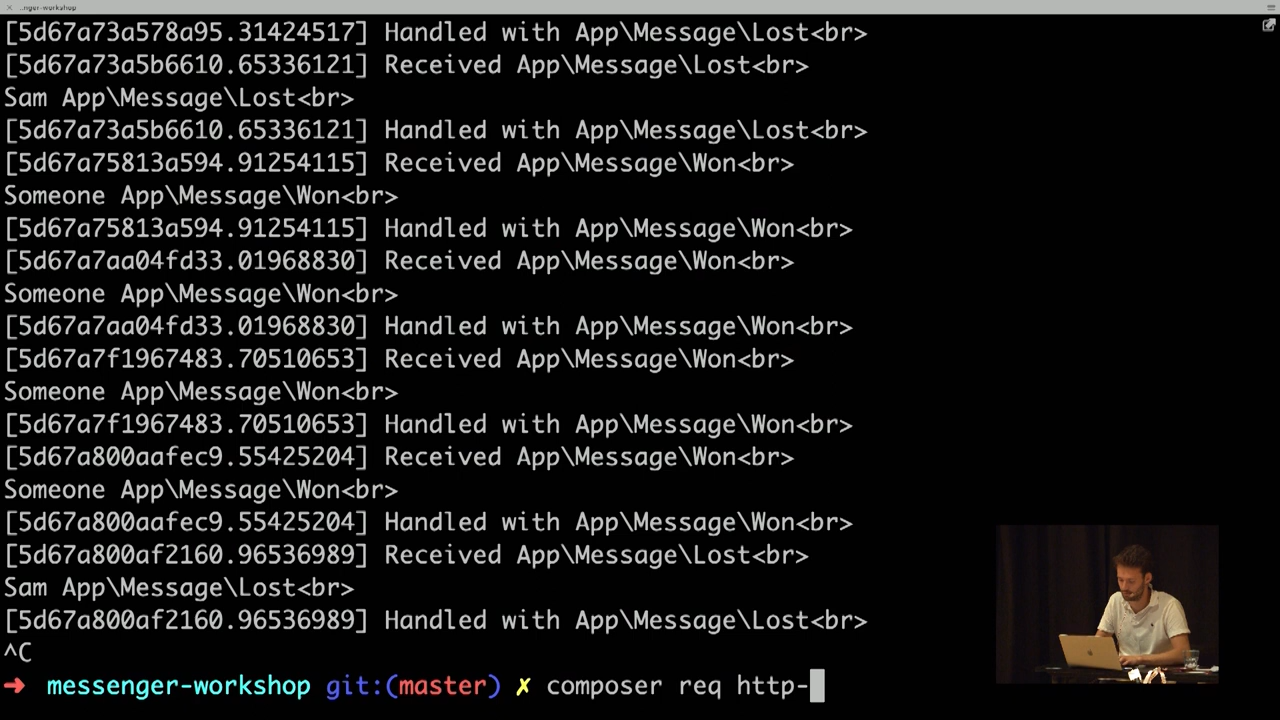 ..nger-workshop
[5d67a73a578a95.31424517] Handled with App\Message\Lost<br>
[5d67a73a5b6610.65336121] Received App\Message\Lost<br>
Sam App\Message\Lost<br>
[5d67a73a5b6610.65336121] Handled with App\Message\Lost<br>
[5d67a75813a594.91254115] Received App\Message\Won<br>
Someone App\Message\Won<br>
[5d67a75813a594.91254115] Handled with App\Message\Won<br>
[5d67a7aa04fd33.01968830] Received App\Message\Won<br>
Someone App\Message\Won<br>
[5d67a7aa04fd33.01968830] Handled with App\Message\Won<br>
[5d67a7f1967483.70510653] Received App\Message\Won<br>
Someone App\Message\Won<br>
[5d67a7f1967483.70510653] Handled with App\Message\Won<br>
[5d67a800aafec9.55425204] Received App\Message\Won<br>
Someone App\Message\Won<br>
[5d67a800aafec9.55425204] Handled with App\Message\Won<br>
[5d67a800af2160.96536989] Received App\Message\Lost<br>
Sam App\Message\Lost<br>
[5d67a800af2160.96536989] Handled with App\Message\Lost<br>
^C
➜ messenger-workshop git:(master) ✗ composer req http-